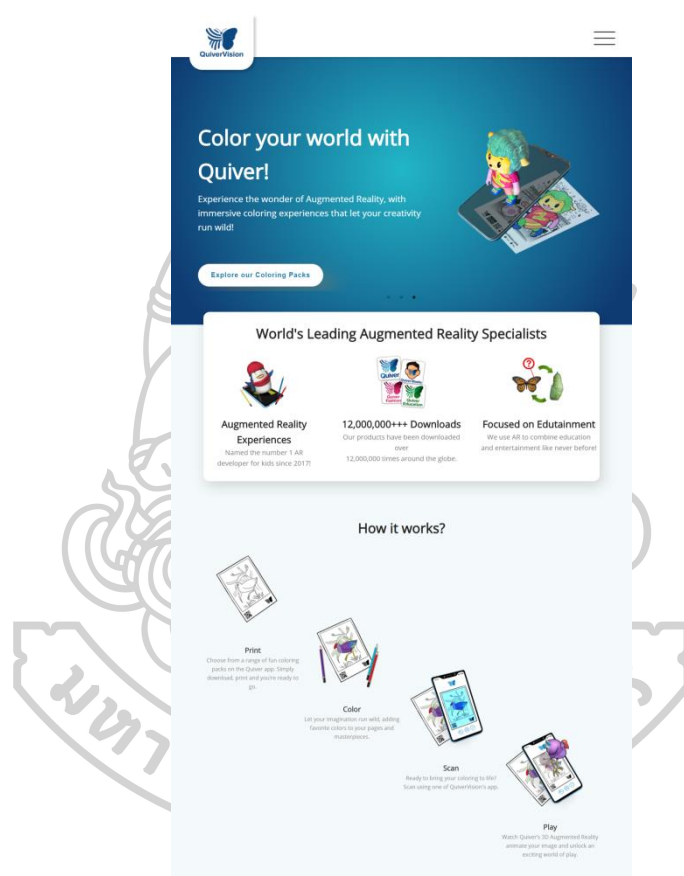 QuiverVision
Color your world with
Quiver!
Experience the wonder of Augmented Reality, with
immersive coloring experiences that let your creativity
run wild!
Explore our Coloring Packs
World's Leading Augmented Reality Specialists
Augmented Reality
Experiences
Named the number 1 AR
developer for kids since 2017!
12,000,000+++ Downloads
Our products have been downloaded
over
12,000,000 times around the globe.
Focused on Edutainment
We use AR to combine education
and entertainment like never before!
How it works?
Print
Choose from a range of fun coloring
packs on the Quiver app. Simply
download, print and you're ready to
go.
Color
Let your imagination run wild, adding
favorite colors to your pages and
masterpieces.
Scan
Ready to bring your coloring to life?
Scan using one of QuiverVision's app.
Play
Watch Quiver's 3D Augmented Reality
animate your image and unlock an
exciting world of play